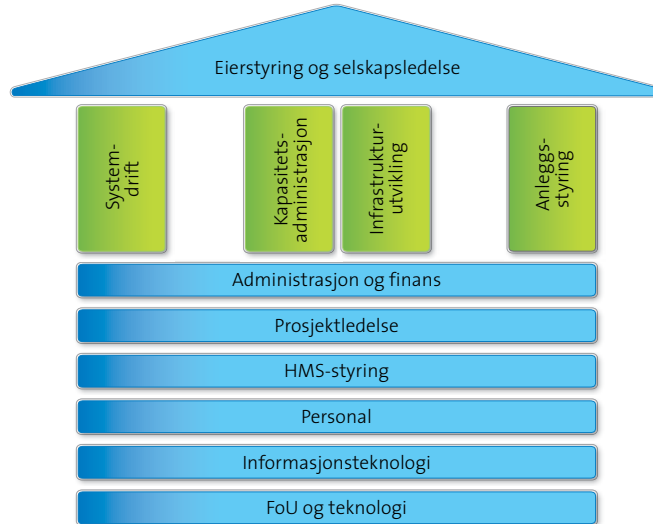 Eierstyring og selskapsledelse
System-
drift
Kapasitets-
administrasjon
Infrastruktur-
utvikling
Anleggs-
styring
Administrasjon og finans
Prosjektledelse
HMS-styring
Personal
Informasjonsteknologi
FoU og teknologi